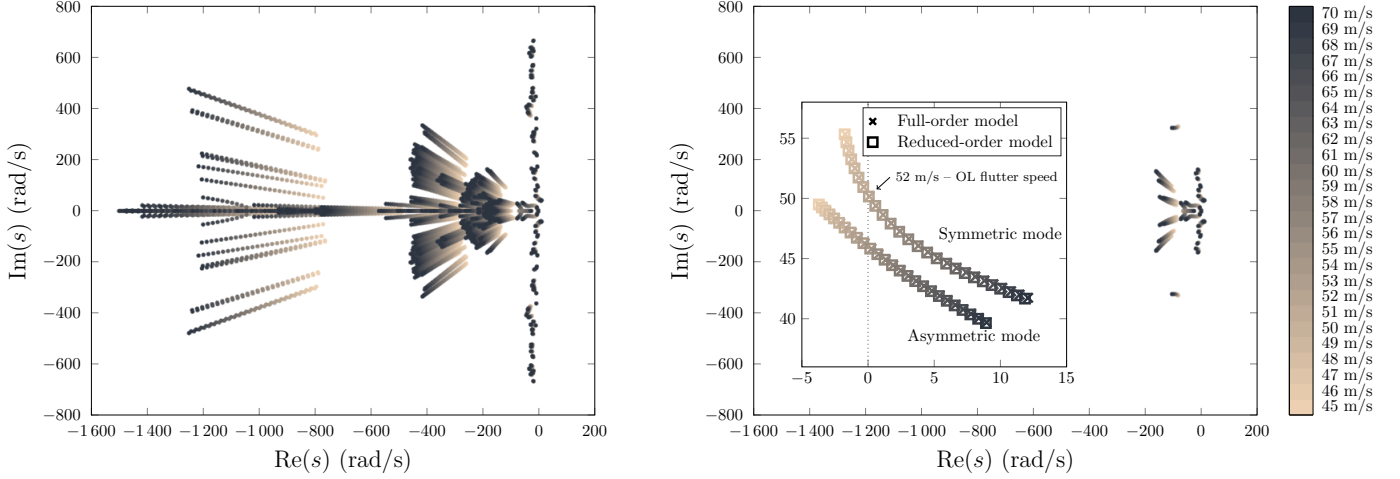 800
600
400
200
0
−200
−400
−600
−800
−1 600
−1 400
−1 200
−1 000
−800
−600
−400
−200
0
200
Re(s) (rad/s)
Im(s) (rad/s)
800
600
400
200
0
−200
−400
−600
−800
−1 600
−1 400
−1 200
−1 000
−800
−600
−400
−200
0
200
Re(s) (rad/s)
Im(s) (rad/s)
55
50
45
40
−5
0
5
10
15
Full-order model
Reduced-order model
52 m/s – OL flutter speed
Symmetric mode
Asymmetric mode
70 m/s
69 m/s
68 m/s
67 m/s
66 m/s
65 m/s
64 m/s
63 m/s
62 m/s
61 m/s
60 m/s
59 m/s
58 m/s
57 m/s
56 m/s
55 m/s
54 m/s
53 m/s
52 m/s
51 m/s
50 m/s
49 m/s
48 m/s
47 m/s
46 m/s
45 m/s